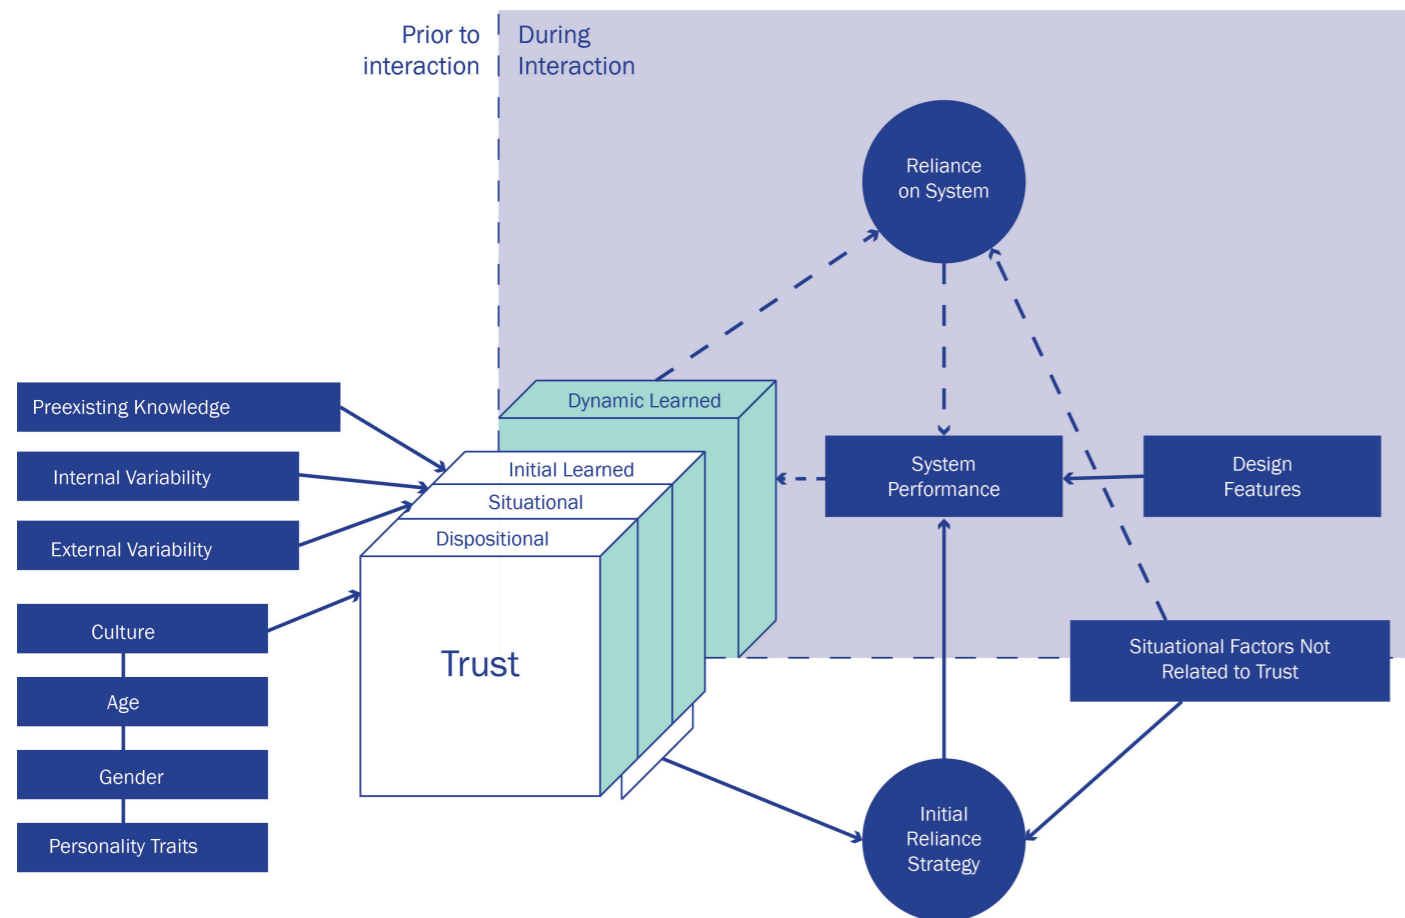 Prior to
interaction
During
Interaction
Reliance
on System
Preexisting Knowledge
Internal Variability
External Variability
Culture
Age
Gender
Personality Traits
Dynamic Learned
Initial Learned
Situational
Dispositional
Trust
System
Performance
Design
Features
Situational Factors Not
Related to Trust
Initial
Reliance
Strategy